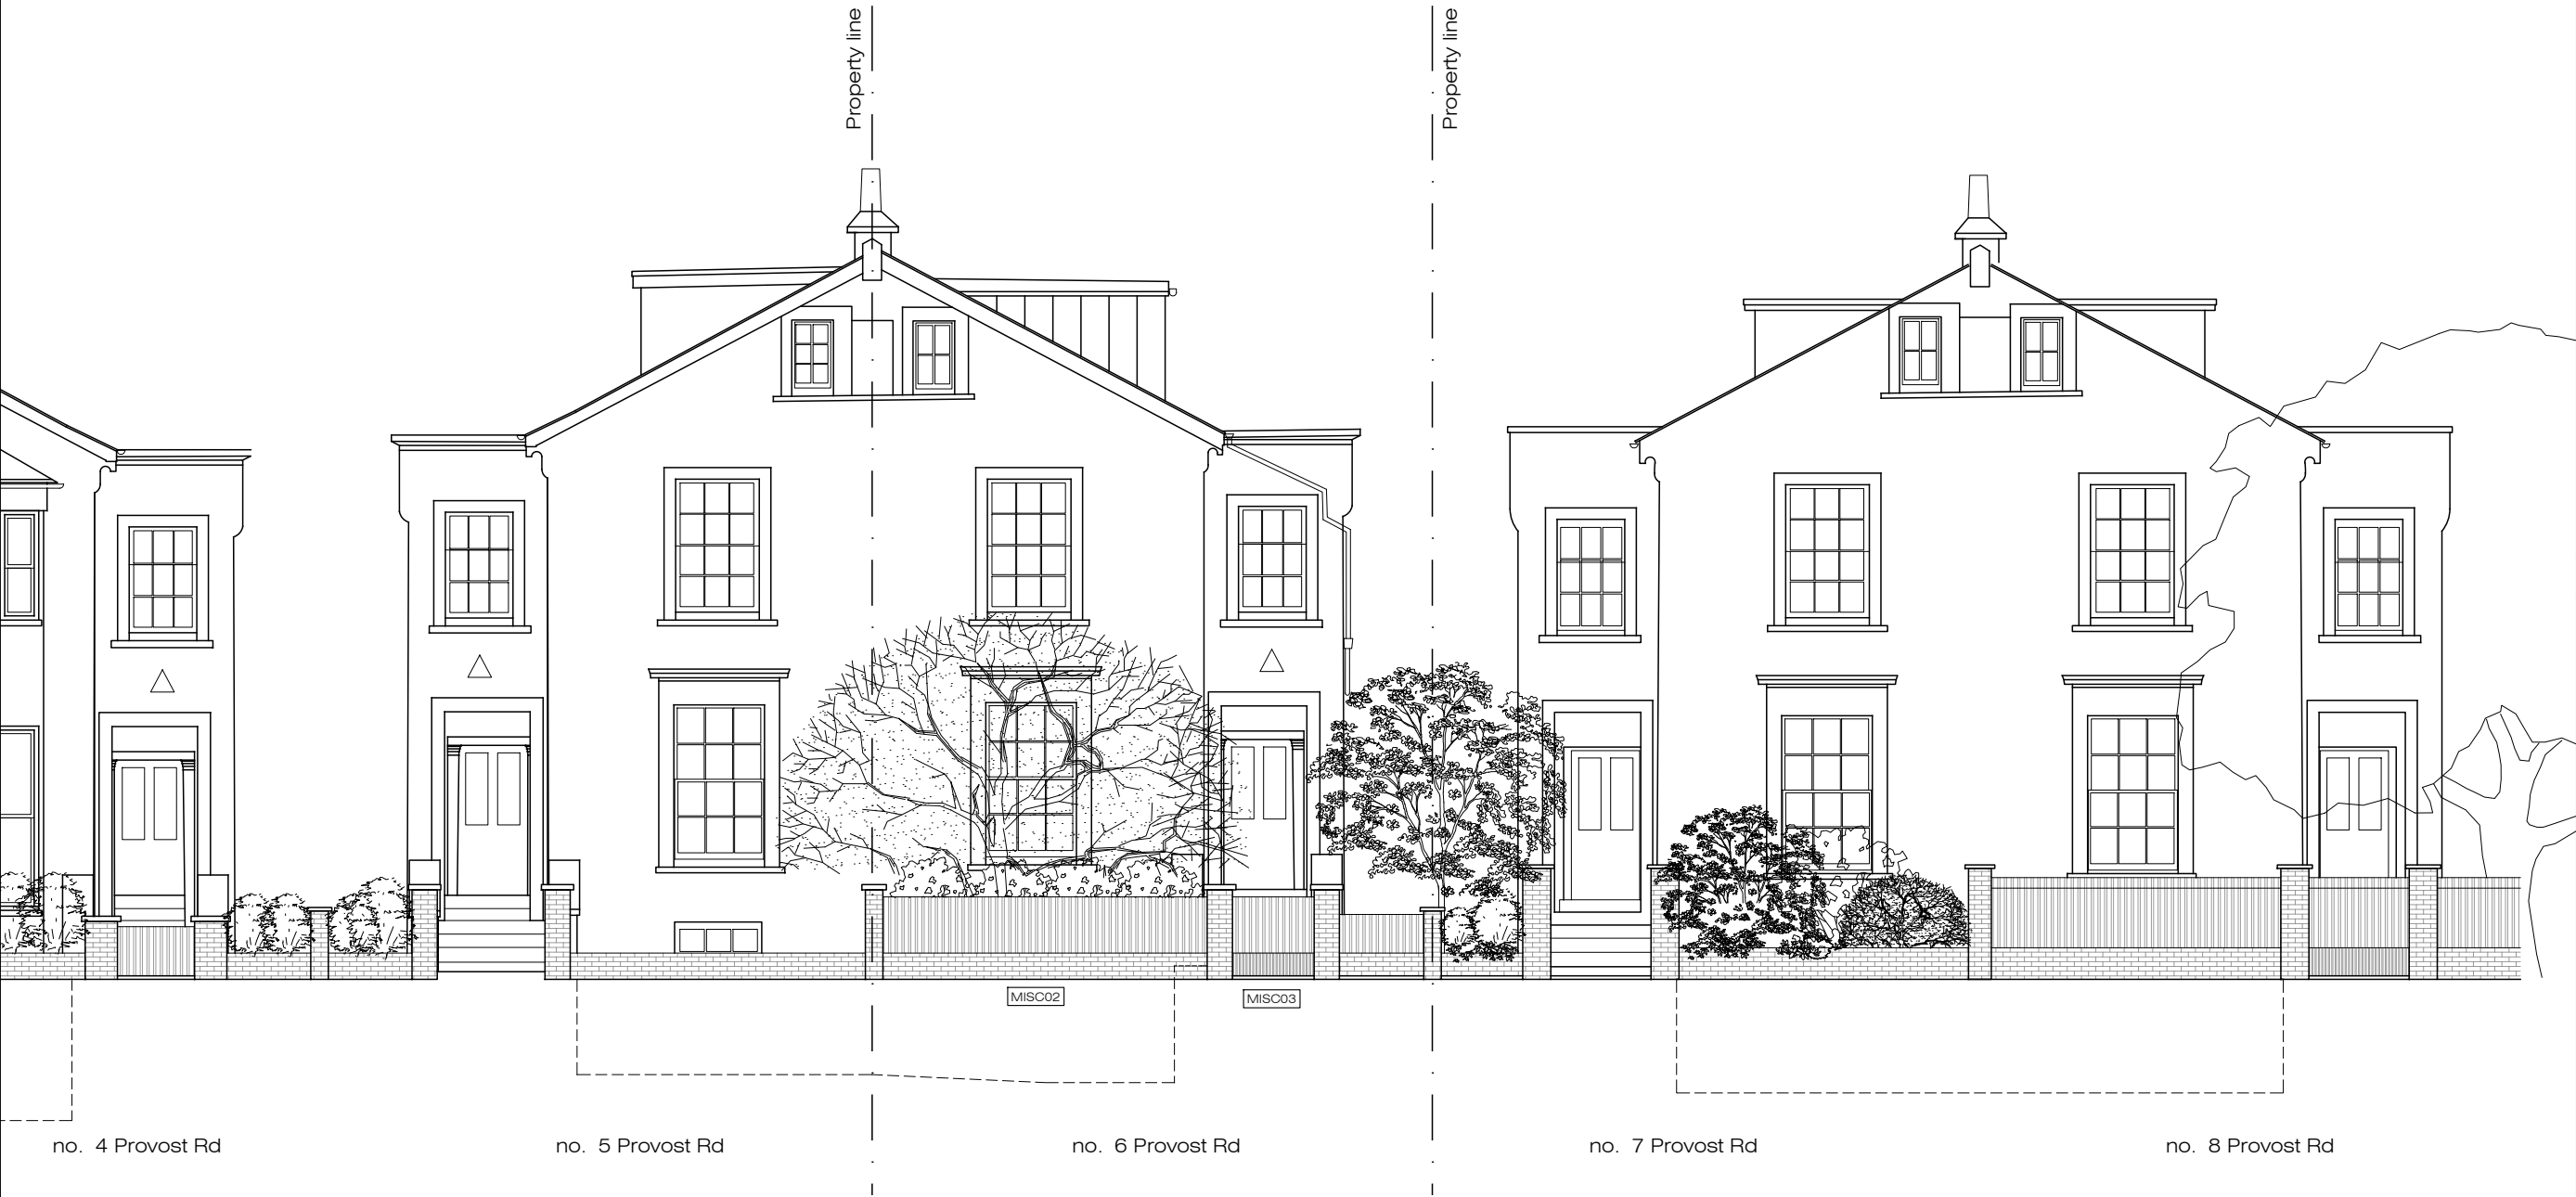 Property line
Property line
MISC02
MISC03
no. 4 Provost Rd
no. 5 Provost Rd
no. 6 Provost Rd
no. 7 Provost Rd
no. 8 Provost Rd